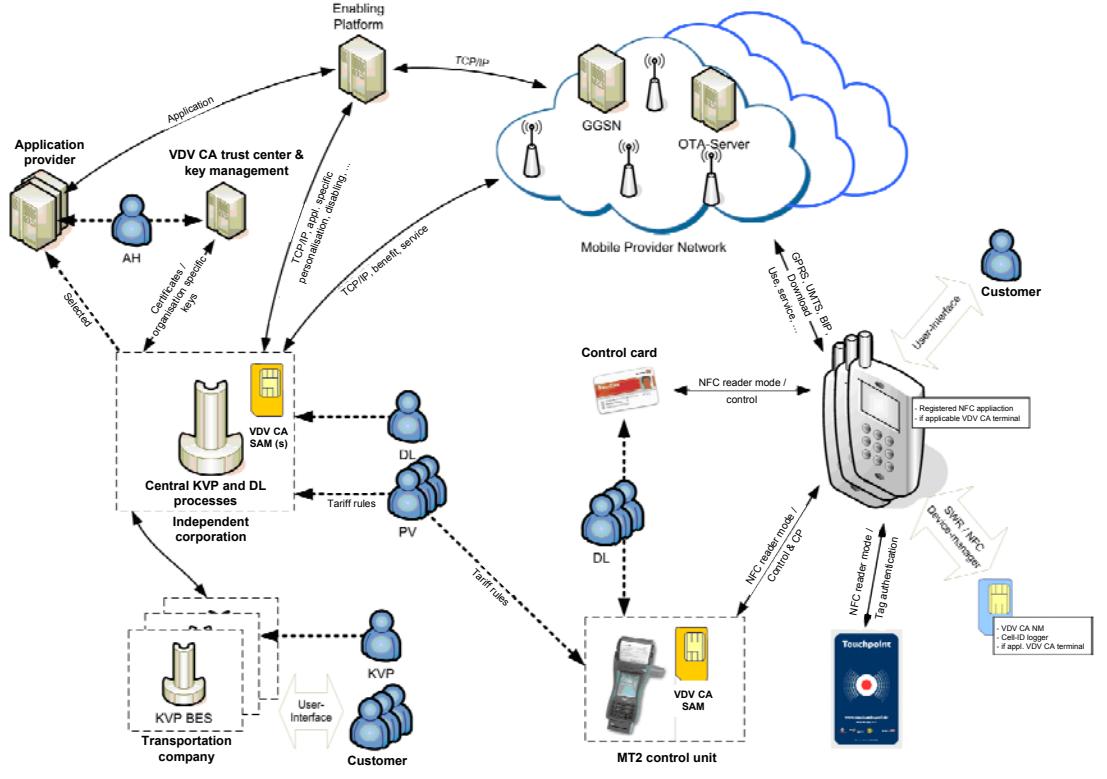 Enabling
Platform
TCP/IP
GGSN
OTA-Server
Mobile Provider Network
Application
Application
provider
VDV CA trust center &
key management
AH
Selected
Certificates /
organisation specific
keys
TCP/IP, appl. specific
personalisation, disabling, ...
TCP/IP, benefit, service
GPRS, UMTS, BIP,
Download
Use, service, ...
User-Interface
Customer
Control card
NFC reader mode /
control
- Registered NFC appliaction
- if applicable VDV CA terminal
VDV CA
SAM (s)
DL
Central KVP and DL
processes
Tariff rules
PV
Independent
corporation
DL
Tariff rules
NFC reader mode /
Control & CP
NFC reader mode /
Tag authentication
SWR / NFC
Device-manager
- VDV CA NM
- Cell-ID logger
- if appl. VDV CA terminal
KVP BES
Transportation
company
KVP
User-
Interface
Customer
VDV CA
SAM
MT2 control unit
Touchpoint